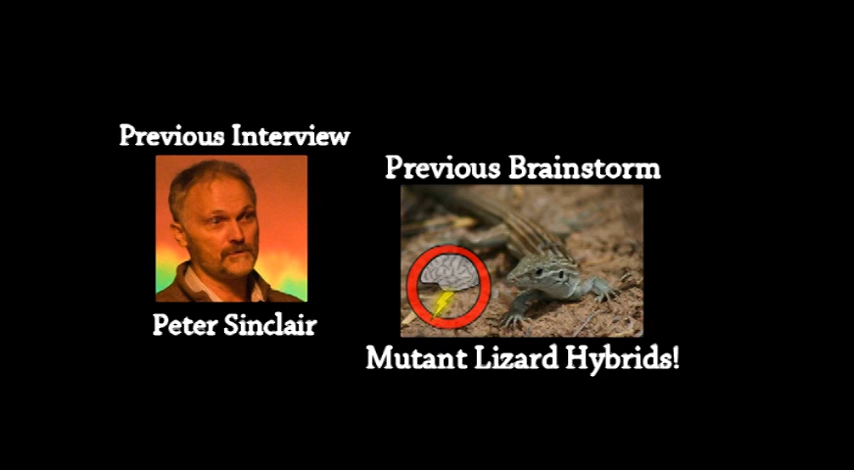 Previous Interview
Peter Sinclair
Previous Brainstorm
Mutant Lizard Hybrids!